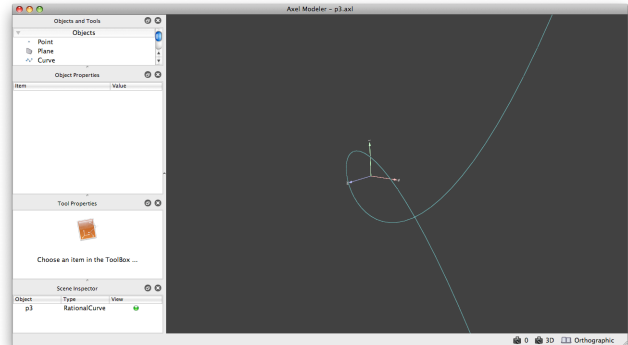 Axel Modeler - p3.axl
Objects and Tools
Objects
Point
Plane
Curve
Object Properties
Item Value
Tool Properties
Choose an item in the ToolBox ...
Scene Inspector
Object Type View
p3 RationalCurve
0 3D Orthographic